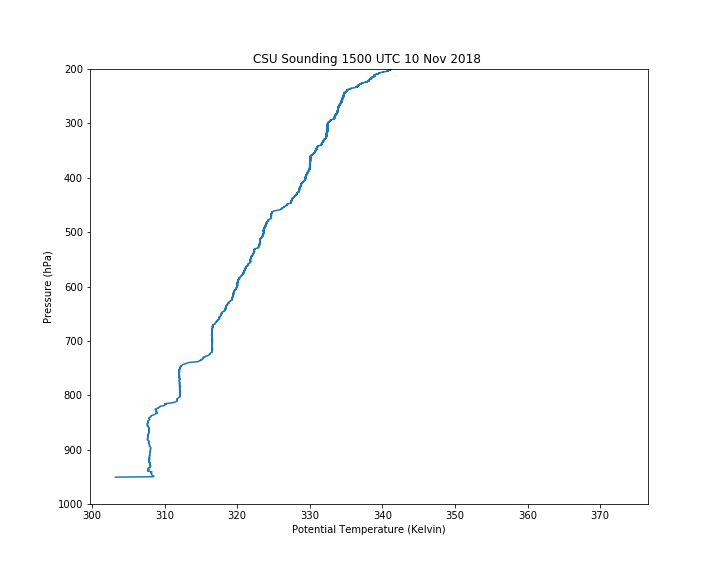 CSU Sounding 1500 UTC 10 Nov 2018
200
300
400
500
600
700
800
900
1000
Pressure (hPa)
300 310 320 330 340 350 360 370
Potential Temperature (Kelvin)